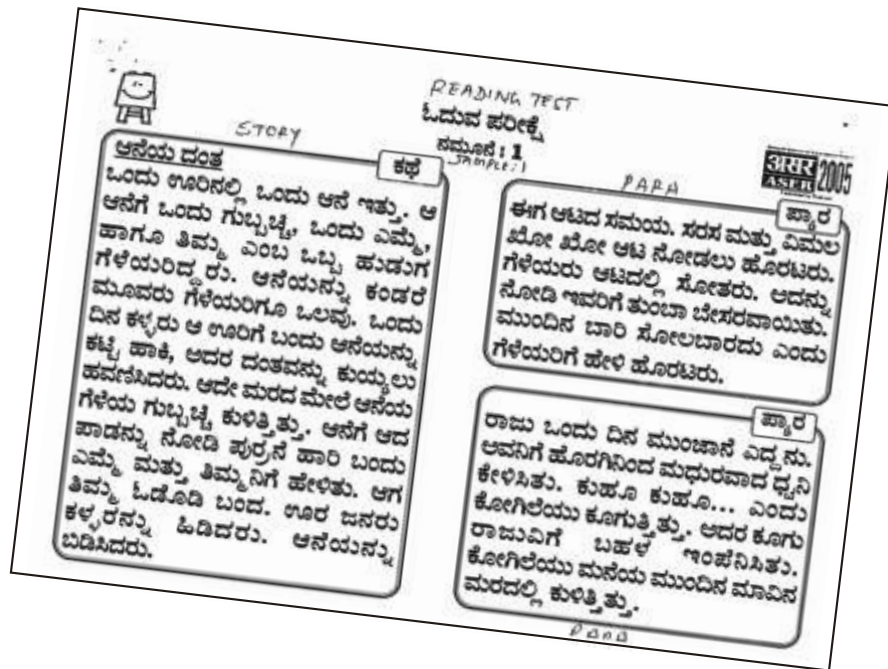 READING TEST
ಓದುವ ಪರೀಕ್ಷೆ
ನಮೂನೆ : 1
SAMPLE : 1
असर 2005
ASER
STORY
ಕಥೆ
ಆನೆಯ ದಂತ
ಒಂದು ಊರಿನಲ್ಲಿ ಒಂದು ಆನೆ ಇತ್ತು. ಆ
ಆನೆಗೆ ಒಂದು ಗುಬ್ಬಚ್ಚಿ, ಒಂದು ಎಮ್ಮೆ,
ಹಾಗೂ ತಿಮ್ಮ ಎಂಬ ಒಬ್ಬ ಹುಡುಗ
ಗೆಳೆಯರಿದ್ದರು. ಆನೆಯನ್ನು ಕಂಡರೆ
ಮೂವರು ಗೆಳೆಯರಿಗೂ ಒಲವು. ಒಂದು
ದಿನ ಕಳ್ಳರು ಆ ಊರಿಗೆ ಬಂದು ಆನೆಯನ್ನು
ಕಟ್ಟಿ ಹಾಕಿ, ಅದರ ದಂತವನ್ನು ಕುಯ್ಯಲು
ಹವಣಿಸಿದರು. ಆದೇ ಮರದ ಮೇಲೆ ಆನೆಯ
ಗೆಳೆಯ ಗುಬ್ಬಚ್ಚಿ ಕುಳಿತ್ತಿತ್ತು. ಆನೆಗೆ ಆದ
ಪಾಡನ್ನು ನೋಡಿ ಪುರ್ರನೆ ಹಾರಿ ಬಂದು
ಎಮ್ಮೆ ಮತ್ತು ತಿಮ್ಮನಿಗೆ ಹೇಳಿತು. ಆಗ
ತಿಮ್ಮ ಓಡೊಡಿ ಬಂದ. ಊರ ಜನರು
ಕಳ್ಳರನ್ನು ಹಿಡಿದರು. ಆನೆಯನ್ನು
ಬಿಡಿಸಿದರು.
PARA
ಪ್ಯಾರ
ಈಗ ಆಟದ ಸಮಯ. ಸರಸ ಮತ್ತು ವಿಮಲ
ಖೋ ಖೋ ಆಟ ನೋಡಲು ಹೊರಟರು.
ಗೆಳೆಯರು ಆಟದಲ್ಲಿ ಸೋತರು. ಅದನ್ನು
ನೋಡಿ ಇವರಿಗೆ ತುಂಬಾ ಬೇಸರವಾಯಿತು.
ಮುಂದಿನ ಬಾರಿ ಸೋಲಬಾರದು ಎಂದು
ಗೆಳೆಯರಿಗೆ ಹೇಳಿ ಹೊರಟರು.
ಪ್ಯಾರ
ರಾಜು ಒಂದು ದಿನ ಮುಂಜಾನೆ ಎದ್ದನು.
ಅವನಿಗೆ ಹೊರಗಿನಿಂದ ಮಧುರವಾದ ಧ್ವನಿ
ಕೇಳಿಸಿತು. ಕುಹೂ ಕುಹೂ... ಎಂದು
ಕೋಗಿಲೆಯು ಕೂಗುತ್ತಿತ್ತು. ಅದರ ಕೂಗು
ರಾಜುವಿಗೆ ಬಹಳ ಇಂಪೆನಿಸಿತು.
ಕೋಗಿಲೆಯು ಮನೆಯ ಮುಂದಿನ ಮಾವಿನ
ಮರದಲ್ಲಿ ಕುಳಿತ್ತಿತ್ತು.
PARA